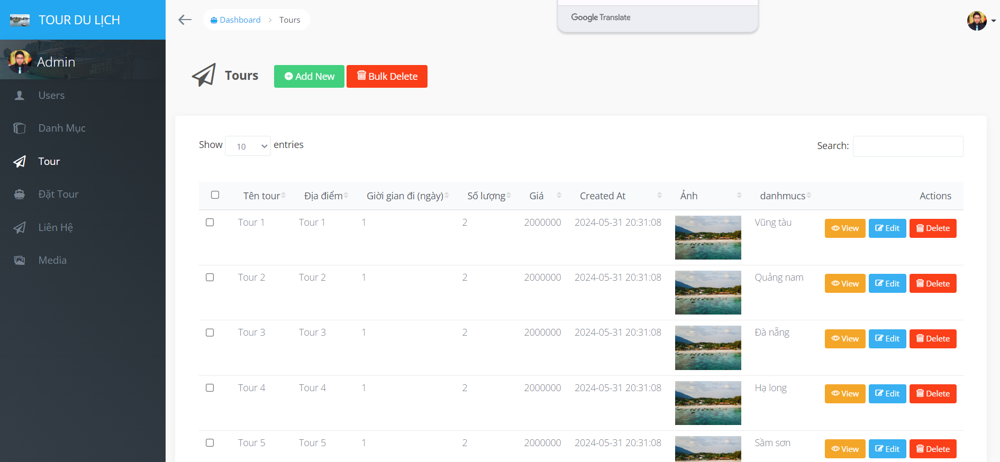 TOUR DU LỊCH
Dashboard > Tours
Google Translate
Admin
Users
Danh Mục
Tour
Đặt Tour
Liên Hệ
Media
Tours Add New Bulk Delete
Show 10 entries
Search:
Tên tour Địa điểm Giời gian đi (ngày) Số lượng Giá Created At Ảnh danhmucs Actions
Tour 1 Tour 1 1 2 2000000 2024-05-31 20:31:08 Vũng tàu View Edit Delete
Tour 2 Tour 2 1 2 2000000 2024-05-31 20:31:08 Quảng nam View Edit Delete
Tour 3 Tour 3 1 2 2000000 2024-05-31 20:31:08 Đà nẵng View Edit Delete
Tour 4 Tour 4 1 2 2000000 2024-05-31 20:31:08 Hạ long View Edit Delete
Tour 5 Tour 5 1 2 2000000 2024-05-31 20:31:08 Sầm sơn View Edit Delete